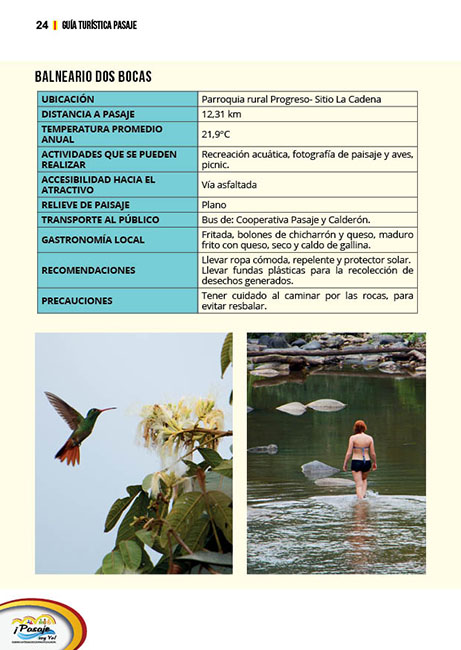 24 | GUÍA TURÍSTICA PASAJE
BALNEARIO DOS BOCAS
UBICACIÓN
Parroquia rural Progreso- Sitio La Cadena
DISTANCIA A PASAJE
12,31 km
TEMPERATURA PROMEDIO
ANUAL
21,9°C
ACTIVIDADES QUE SE PUEDEN
REALIZAR
Recreación acuática, fotografía de paisaje y aves,
picnic.
ACCESIBILIDAD HACIA EL
ATRACTIVO
Vía asfaltada
RELIEVE DE PAISAJE
Plano
TRANSPORTE AL PÚBLICO
Bus de: Cooperativa Pasaje y Calderón.
GASTRONOMÍA LOCAL
Fritada, bolones de chicharrón y queso, maduro
frito con queso, seco y caldo de gallina.
RECOMENDACIONES
Llevar ropa cómoda, repelente y protector solar.
Llevar fundas plásticas para la recolección de
desechos generados.
PRECAUCIONES
Tener cuidado al caminar por las rocas, para
evitar resbalar.
¡Pasaje
soy Yo!